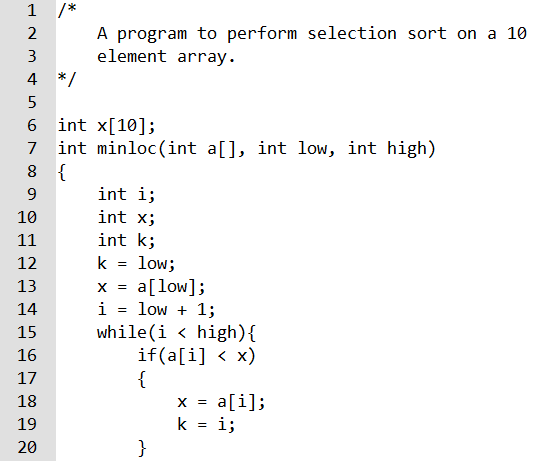 1 /*
2     A program to perform selection sort on a 10
3     element array.
4 */
5
6 int x[10];
7 int minloc(int a[], int low, int high)
8 {
9     int i;
10     int x;
11     int k;
12     k = low;
13     x = a[low];
14     i = low + 1;
15     while(i < high){
16         if(a[i] < x)
17         {
18             x = a[i];
19             k = i;
20         }